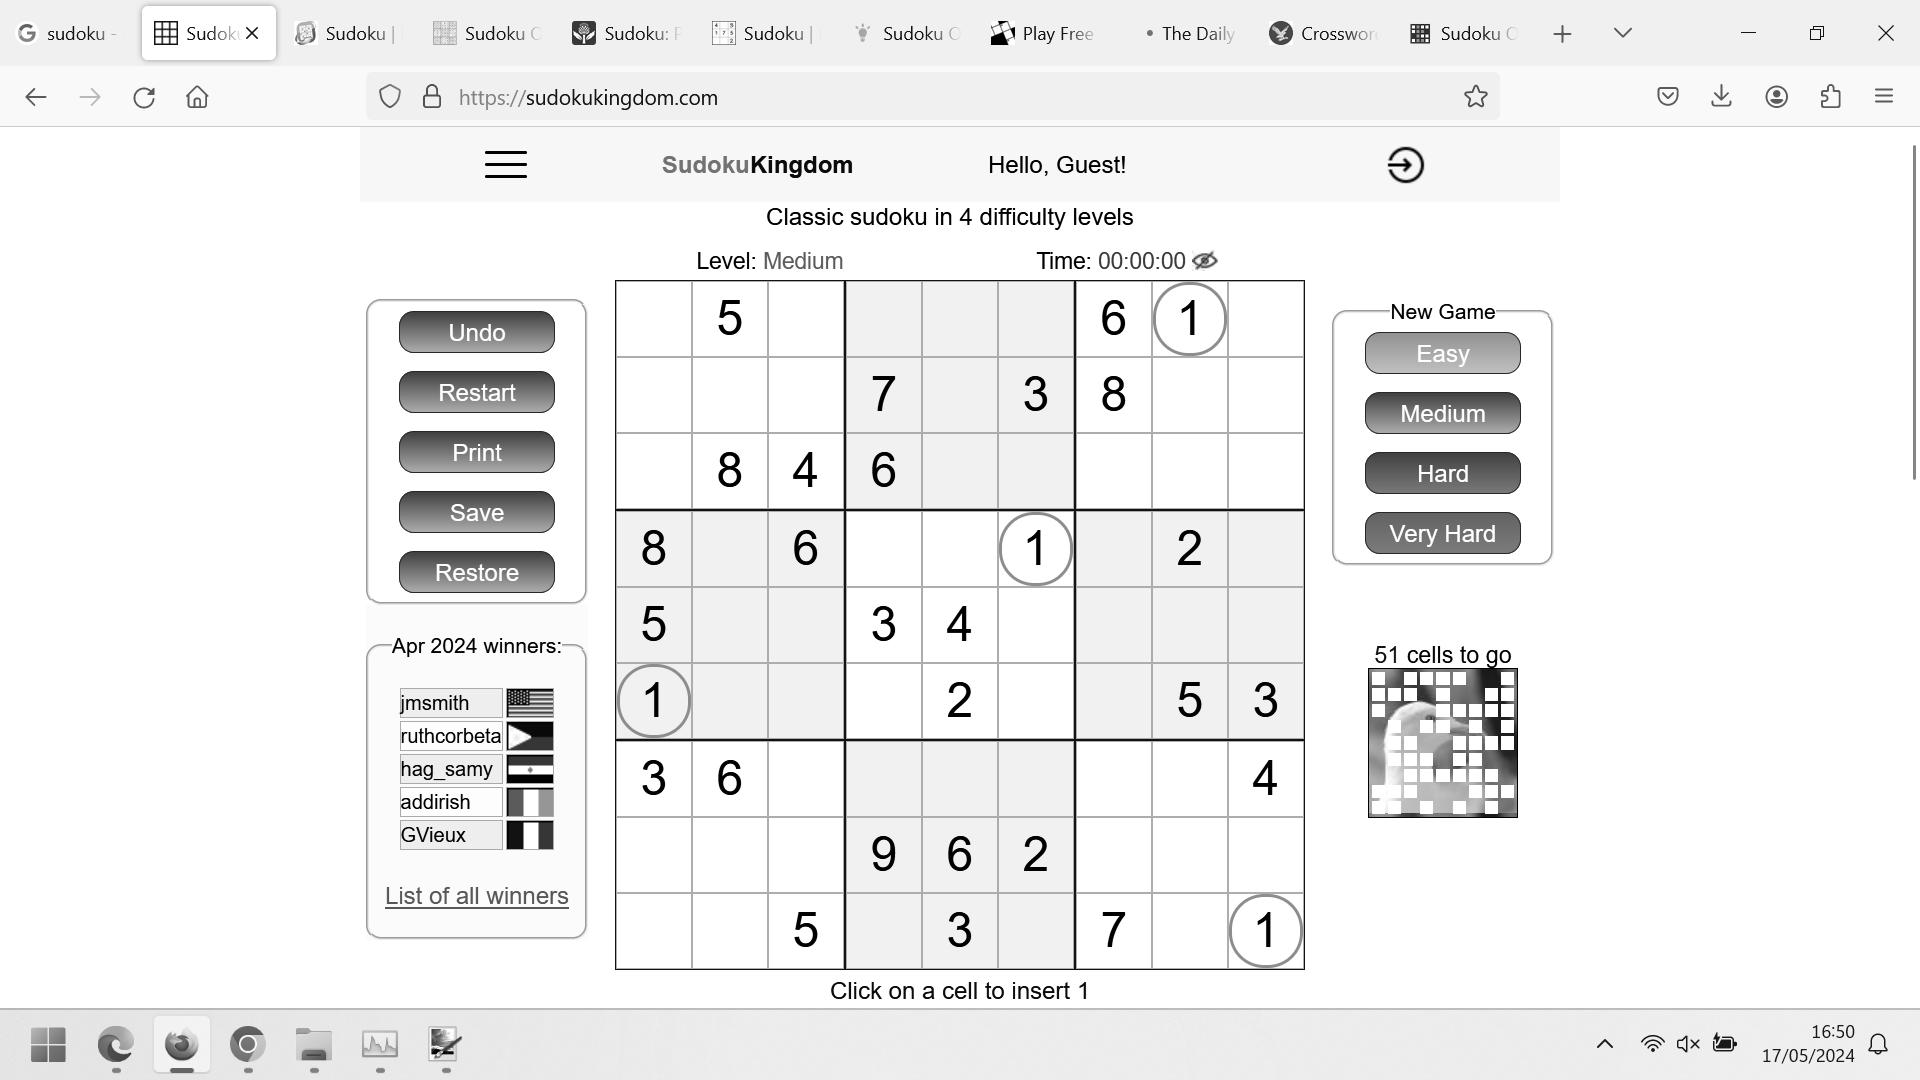 sudoku -
Sudok
Sudoku |
Sudoku C
Sudoku: F
Sudoku |
Sudoku O
Play Free
• The Daily
Crosswor
Sudoku O
https://sudokukingdom.com
SudokuKingdom
Hello, Guest!
Classic sudoku in 4 difficulty levels
Level: Medium
Time: 00:00:00
Undo
Restart
Print
Save
Restore
Apr 2024 winners:
jmsmith
ruthcorbeta
hag_samy
addirish
GVieux
List of all winners
5 6 1
7 3 8
8 4 6
8 6 1 2
5 3 4
1 2 5 3
3 6 4
9 6 2
5 3 7 1
Click on a cell to insert 1
New Game
Easy
Medium
Hard
Very Hard
51 cells to go
16:50
17/05/2024